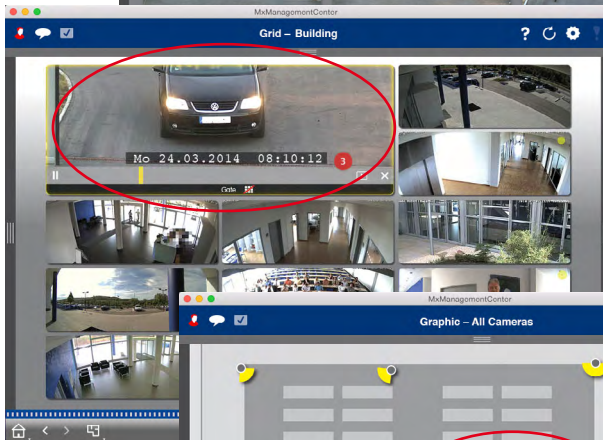 MxManagementCenter
Grid – Building
?
Mo 24.03.2014 08:10:12
3
Gate
MxManagementCenter
Graphic – All Cameras